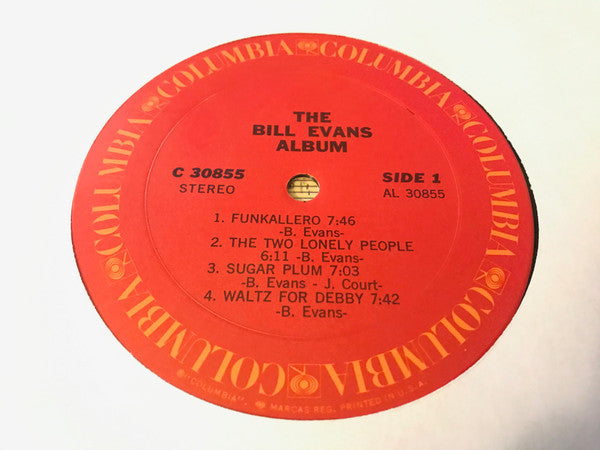 COLUMBIA COLUMBIA COLUMBIA COLUMBIA COLUMBIA COLUMBIA
THE
BILL EVANS
ALBUM
C 30855
SIDE 1
STEREO
AL 30855
1. FUNKALLERO 7:46
-B. Evans-
2. THE TWO LONELY PEOPLE
6:11 -B. Evans-
3. SUGAR PLUM 7:03
-B. Evans - J. Court-
4. WALTZ FOR DEBBY 7:42
-B. Evans-
"COLUMBIA", MARCAS REG. PRINTED IN U.S.A.